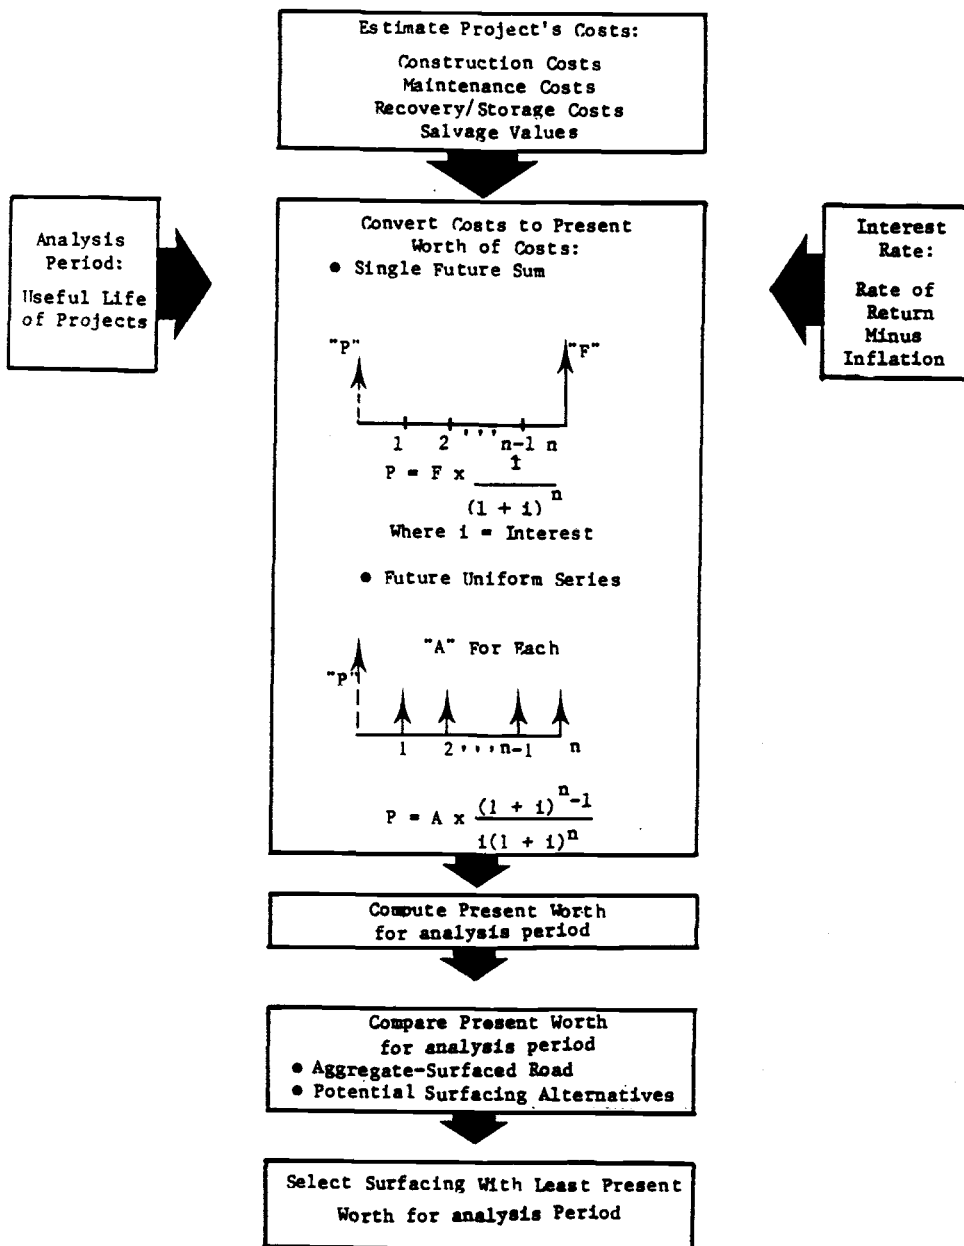 Estimate Project's Costs:
Construction Costs
Maintenance Costs
Recovery/Storage Costs
Salvage Values
Analysis
Period:
Useful Life
of Projects
Convert Costs to Present
Worth of Costs:
• Single Future Sum
"P"
"F"
1 2 ,,, n-1 n
P = F x 1
(1 + i)^n
Where i = Interest
• Future Uniform Series
"A" For Each
"P"
1 2 ,,, n-1 n
P = A x (1 + i)^n-1
i(1 + i)^n
Interest
Rate:
Rate of
Return
Minus
Inflation
Compute Present Worth
for analysis period
Compare Present Worth
for analysis period
• Aggregate-Surfaced Road
• Potential Surfacing Alternatives
Select Surfacing With Least Present
Worth for analysis Period